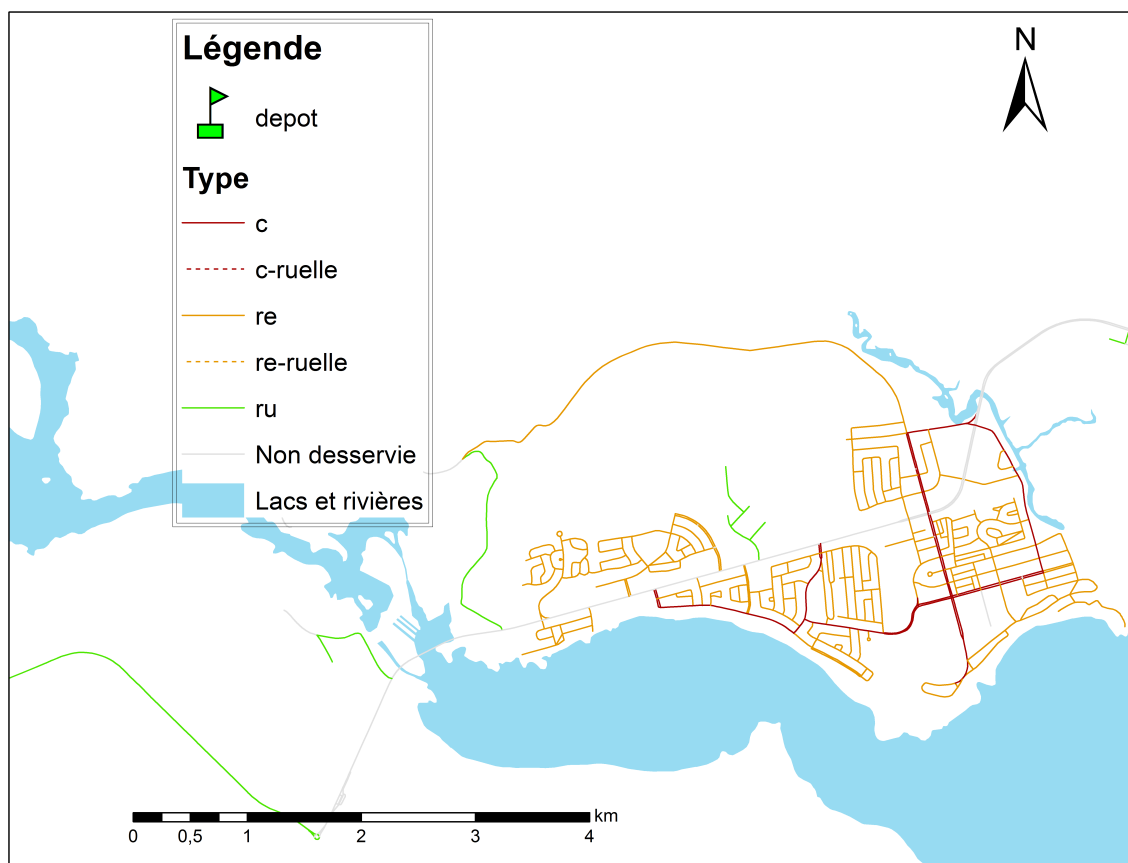 Légende
depot
Type
c
c-ruelle
re
re-ruelle
ru
Non desservie
Lacs et rivières
N
km
0 0,5 1 2 3 4